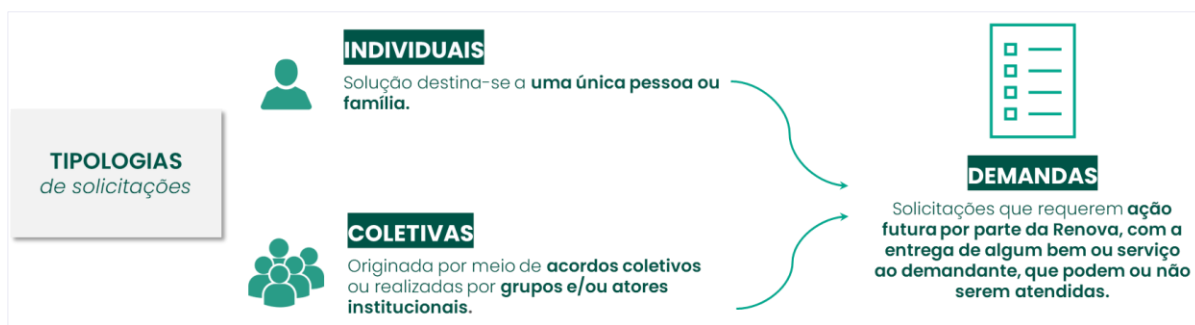 TIPOLOGIAS
de solicitações
INDIVIDUAIS
Solução destina-se a uma única pessoa ou
família.
COLETIVAS
Originada por meio de acordos coletivos
ou realizadas por grupos e/ou atores
institucionais.
DEMANDAS
Solicitações que requerem ação
futura por parte da Renova, com a
entrega de algum bem ou serviço
ao demandante, que podem ou não
serem atendidas.